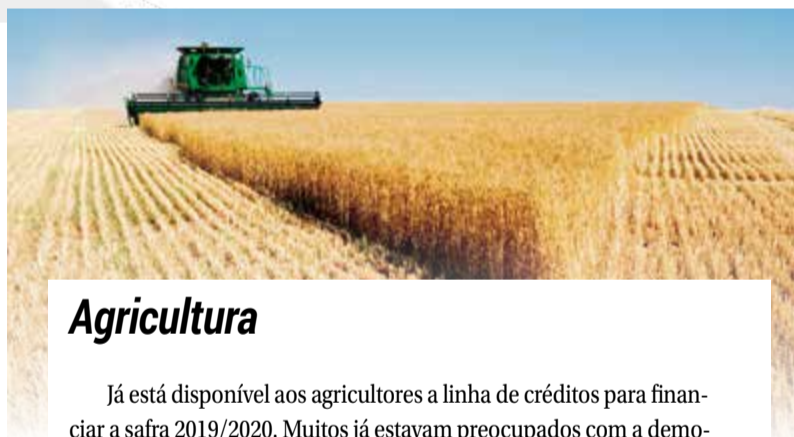 Agricultura
Já está disponível aos agricultores a linha de créditos para finan-
ciar a safra 2019/2020. Muitos já estavam preocupados com a demo-